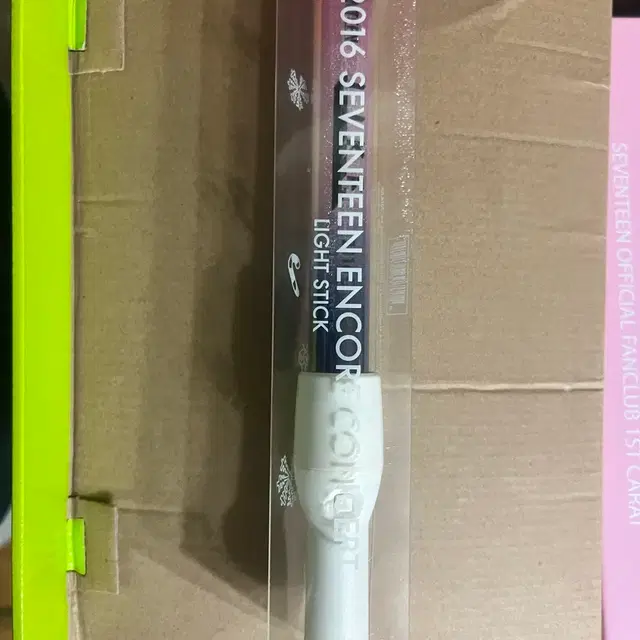 2016 SEVENTEEN ENCORE CONCERT
LIGHT STICK
SEVENTEEN OFFICIAL FANCLUB 1ST CARAT